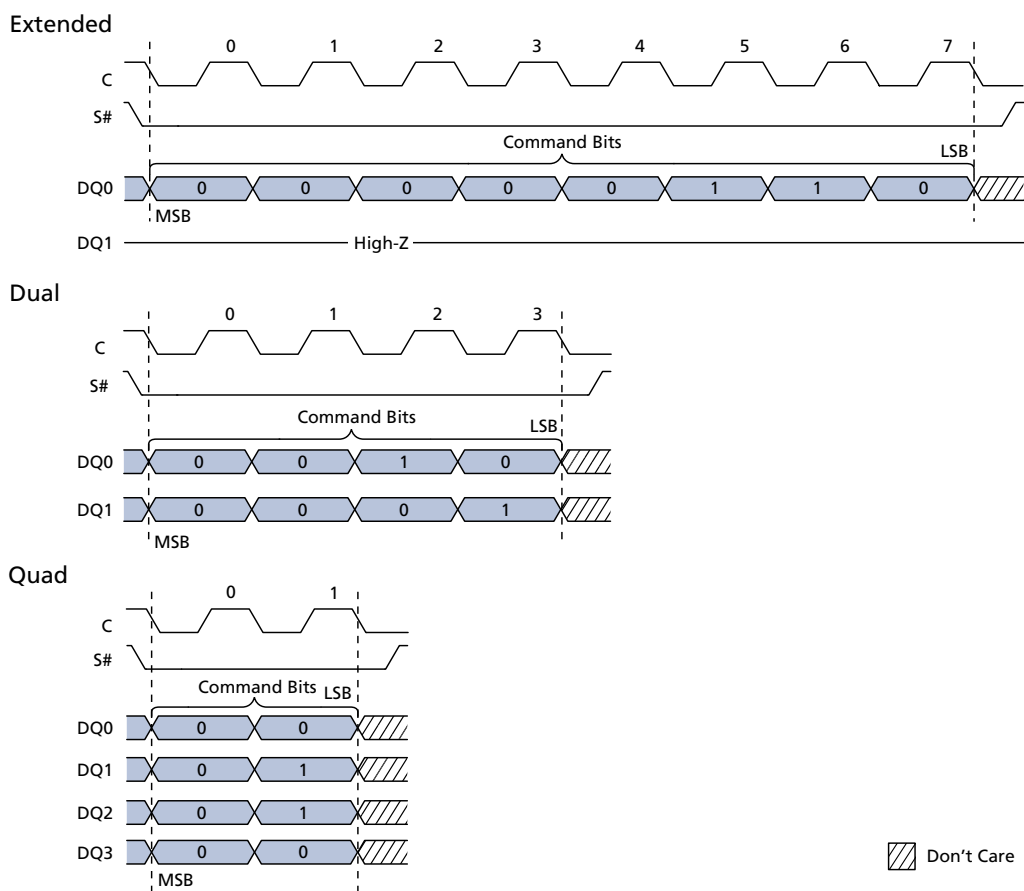 Extended
0 1 2 3 4 5 6 7
C
S#
Command Bits
LSB
DQ0 0 0 0 0 0 1 1 0
MSB
DQ1 High-Z
Dual
0 1 2 3
C
S#
Command Bits
LSB
DQ0 0 0 1 0
DQ1 0 0 0 1
MSB
Quad
0 1
C
S#
Command Bits LSB
DQ0 0 0
DQ1 0 1
DQ2 0 1
DQ3 0 0
Don't Care
MSB